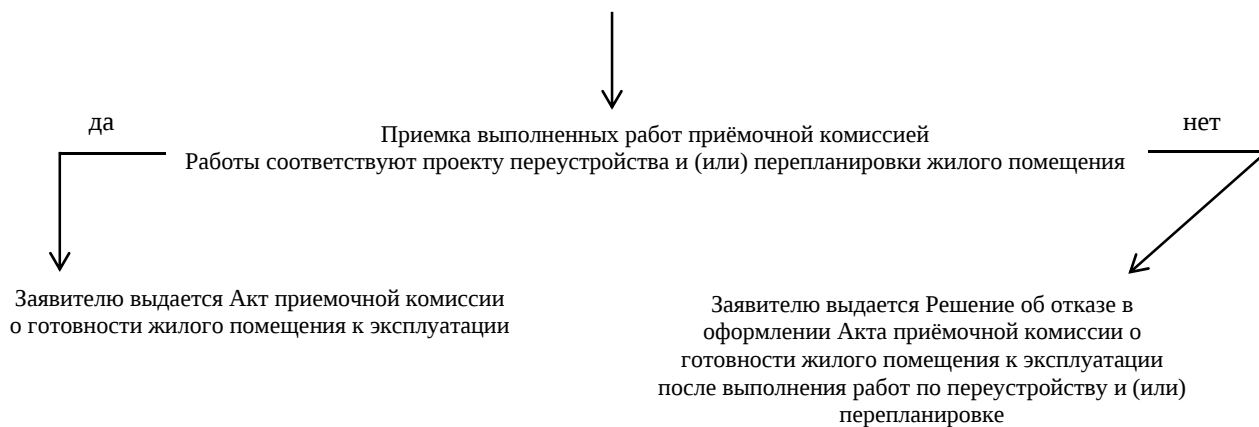 да
нет
Приемка выполненных работ приёмочной комиссией
Работы соответствуют проекту переустройства и (или) перепланировки жилого помещения
Заявителю выдается Акт приемочной комиссии
о готовности жилого помещения к эксплуатации
Заявителю выдается Решение об отказе в
оформлении Акта приёмочной комиссии о
готовности жилого помещения к эксплуатации
после выполнения работ по переустройству и (или)
перепланировке